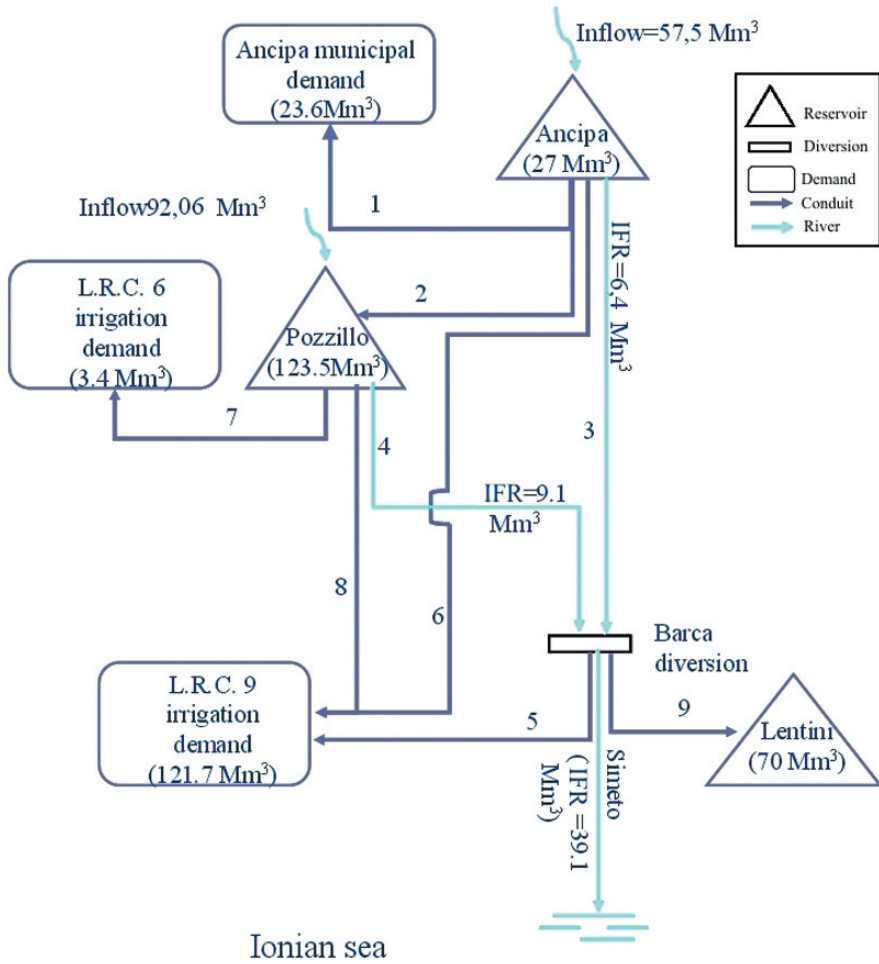 Inflow=57,5 Mm³
Ancipa municipal
demand
(23.6Mm³)
Ancipa
(27 Mm³)
Reservoir
Diversion
Demand
Conduit
River
Inflow92,06 Mm³
1
2
IFR=6,4 Mm³
L.R.C. 6
irrigation
demand
(3.4 Mm³)
Pozzillo
(123.5Mm³)
7
4
3
IFR=9.1
Mm³
8
6
Barca
diversion
L.R.C. 9
irrigation
demand
(121.7 Mm³)
5
9
Lentini
(70 Mm³)
Simeto
( IFR =39.1
Mm³)
Ionian sea